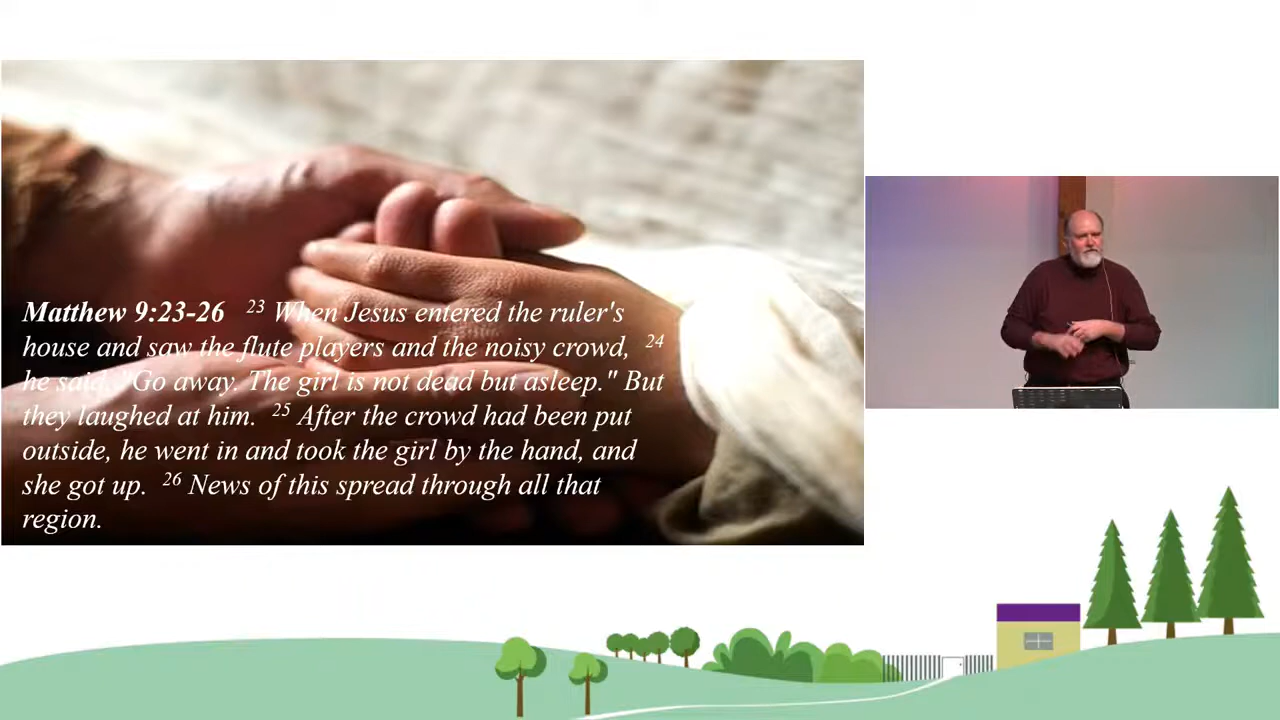 Matthew 9:23-26 23 When Jesus entered the ruler's
house and saw the flute players and the noisy crowd, 24
he said, "Go away. The girl is not dead but asleep." But
they laughed at him. 25 After the crowd had been put
outside, he went in and took the girl by the hand, and
she got up. 26 News of this spread through all that
region.